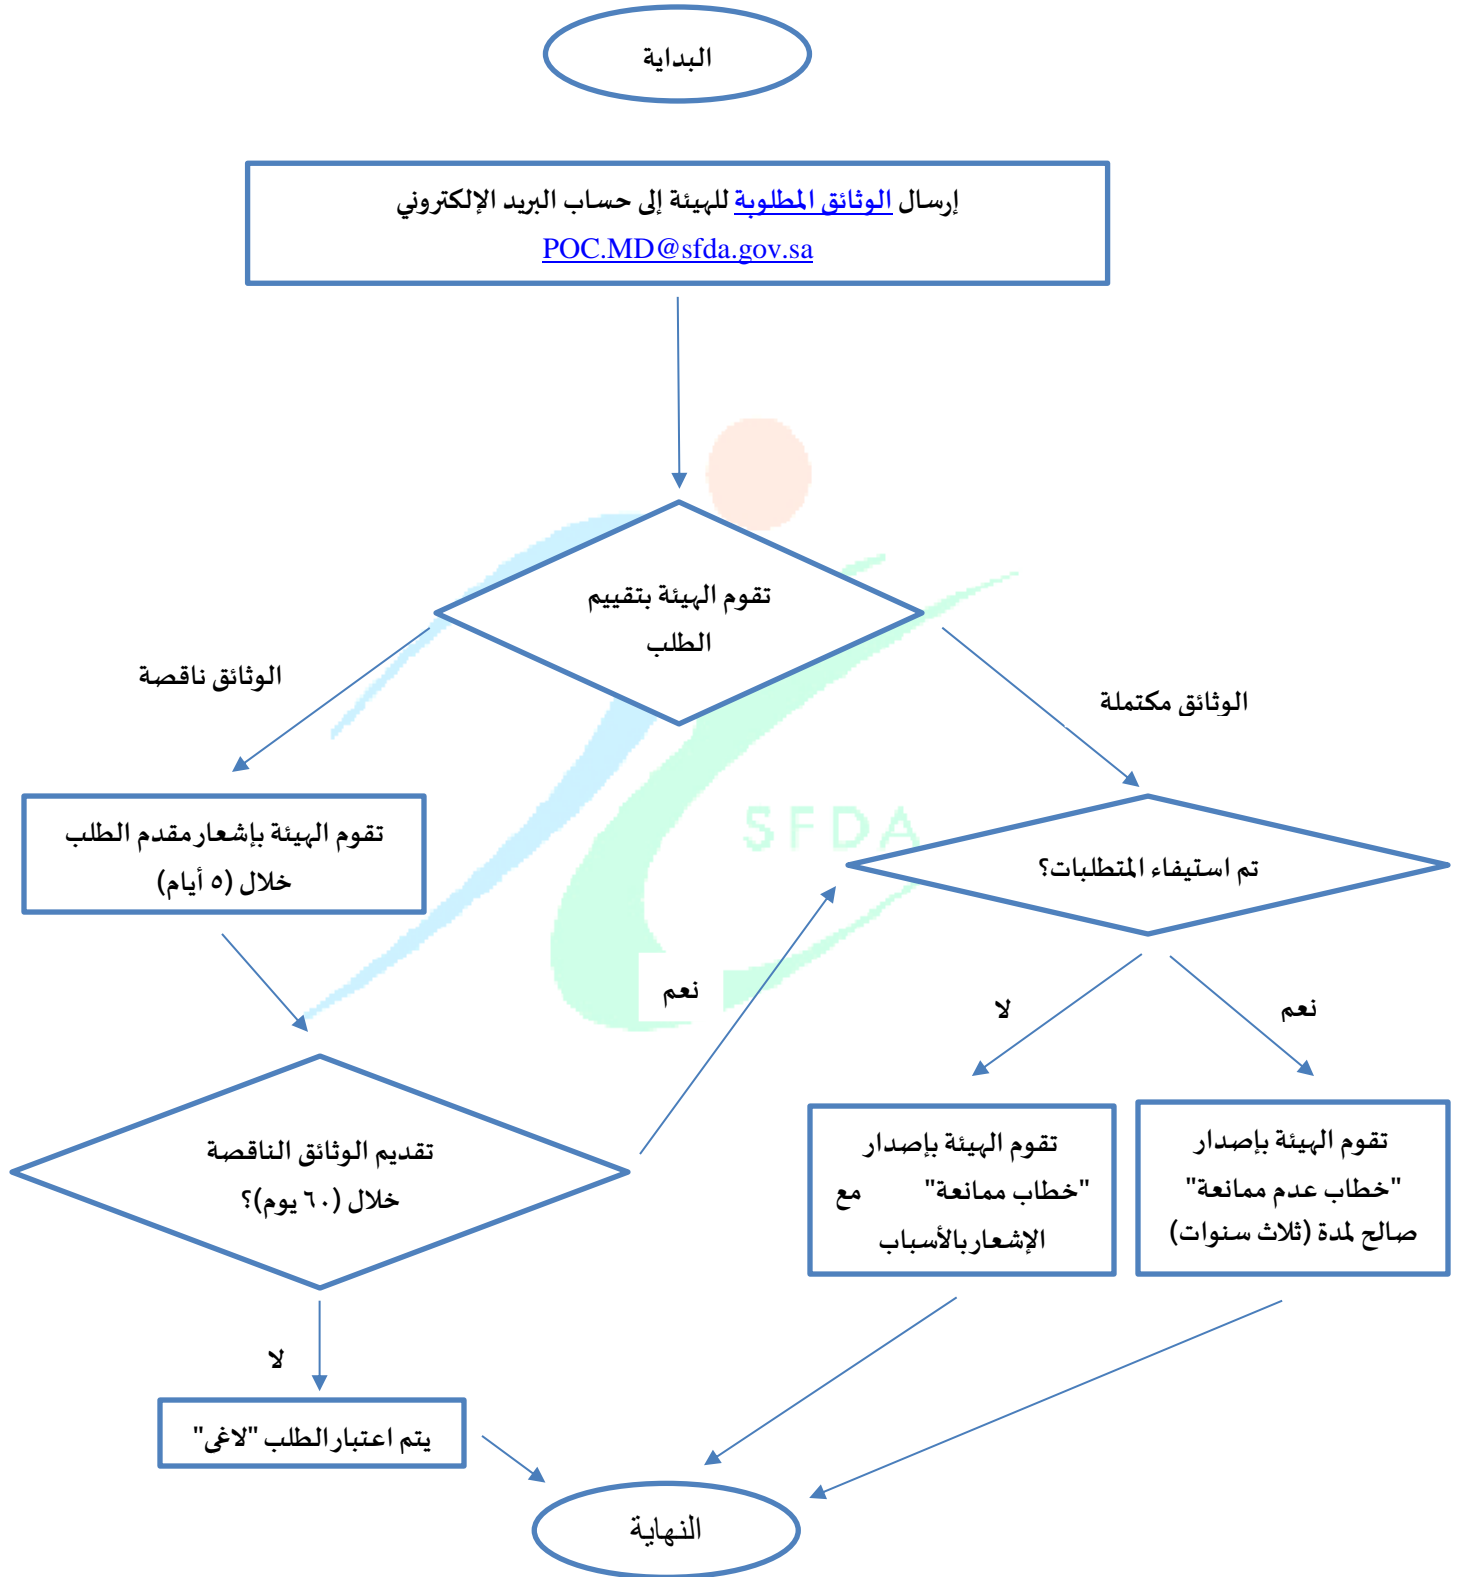 البداية
إرسال الوثائق المطلوبة للهيئة إلى حساب البريد الإلكتروني
POC.MD@sfda.gov.sa
تقوم الهيئة بتقييم
الطلب
الوثائق مكتملة
الوثائق ناقصة
SFDA
تم استيفاء المتطلبات؟
تقوم الهيئة بإشعار مقدم الطلب
خلال (٥ أيام)
نعم
لا
نعم
تقوم الهيئة بإصدار
"خطاب عدم ممانعة"
صالح لمدة (ثلاث سنوات)
تقوم الهيئة بإصدار
"خطاب ممانعة" مع
الإشعار بالأسباب
تقديم الوثائق الناقصة
خلال (٦٠ يوم)؟
لا
يتم اعتبار الطلب "لاغى"
النهاية